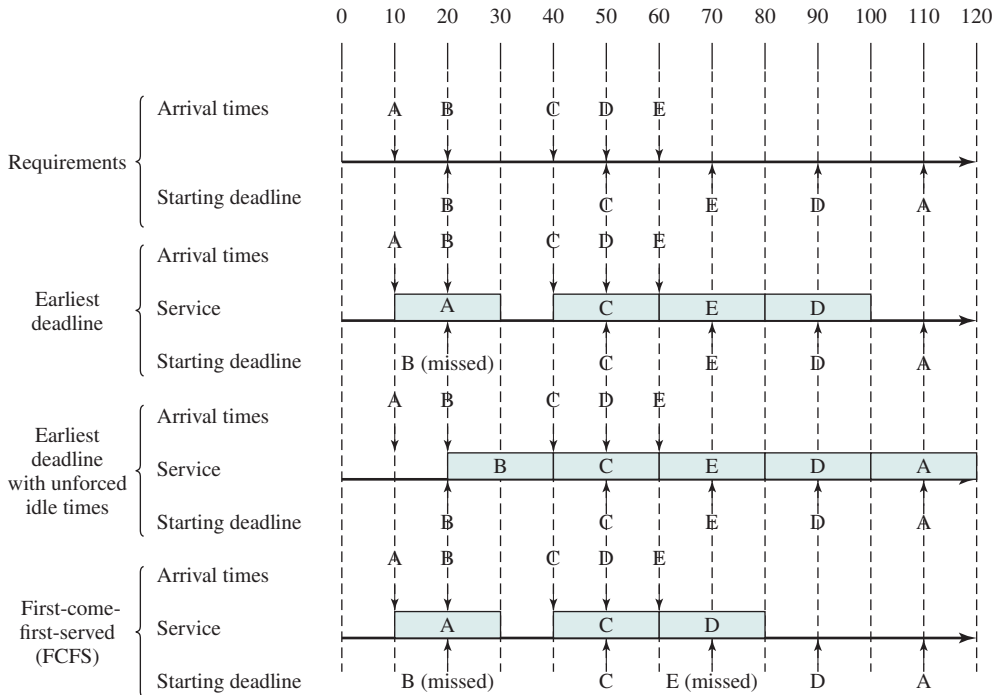 0 10 20 30 40 50 60 70 80 90 100 110 120
A B C D E
Arrival times
Requirements
Starting deadline
B C E D A
A B C D E
Arrival times
Earliest
deadline
Service
A C E D
Starting deadline
B (missed) C E D A
A B C D E
Arrival times
Earliest
deadline
with unforced
idle times
Service
B C E D A
Starting deadline
B C E D A
A B C D E
Arrival times
First-come-
first-served
(FCFS)
Service
A C D
Starting deadline
B (missed) C E (missed) D A